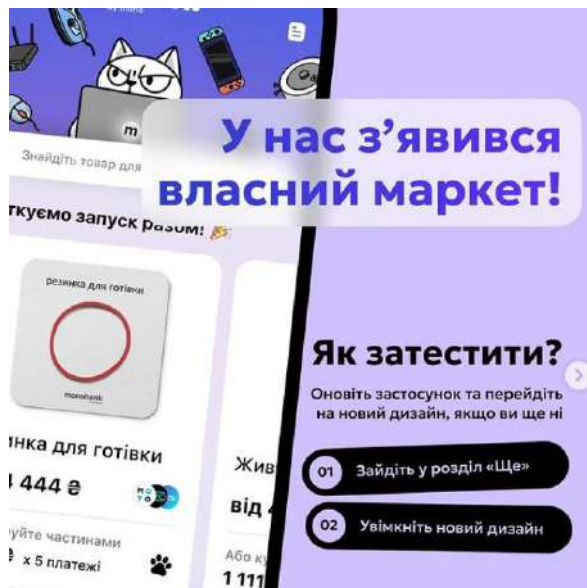 m
Знайдіть товар для
У нас з’явився
власний маркет!
ткуємо запуск разом!
резинка для готівки
monobank
инка для готівки
444 ₴
уйте частинами
x 5 платежі
Жив
від
Або к
1 111
Як затестити?
Оновіть застосунок та перейдіть
на новий дизайн, якщо ви ще ні
01 Зайдіть у розділ «Ще»
02 Увімкніть новий дизайн